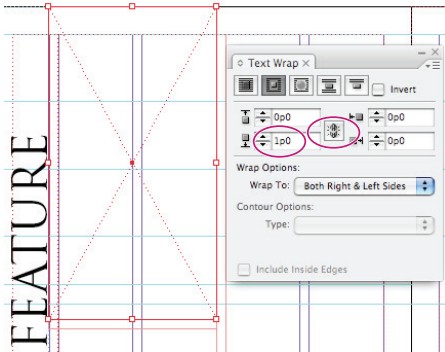 FEATURE
Text Wrap
Invert
0p0
0p0
1p0
0p0
Wrap Options:
Wrap To: Both Right & Left Sides
Contour Options:
Type:
Include Inside Edges